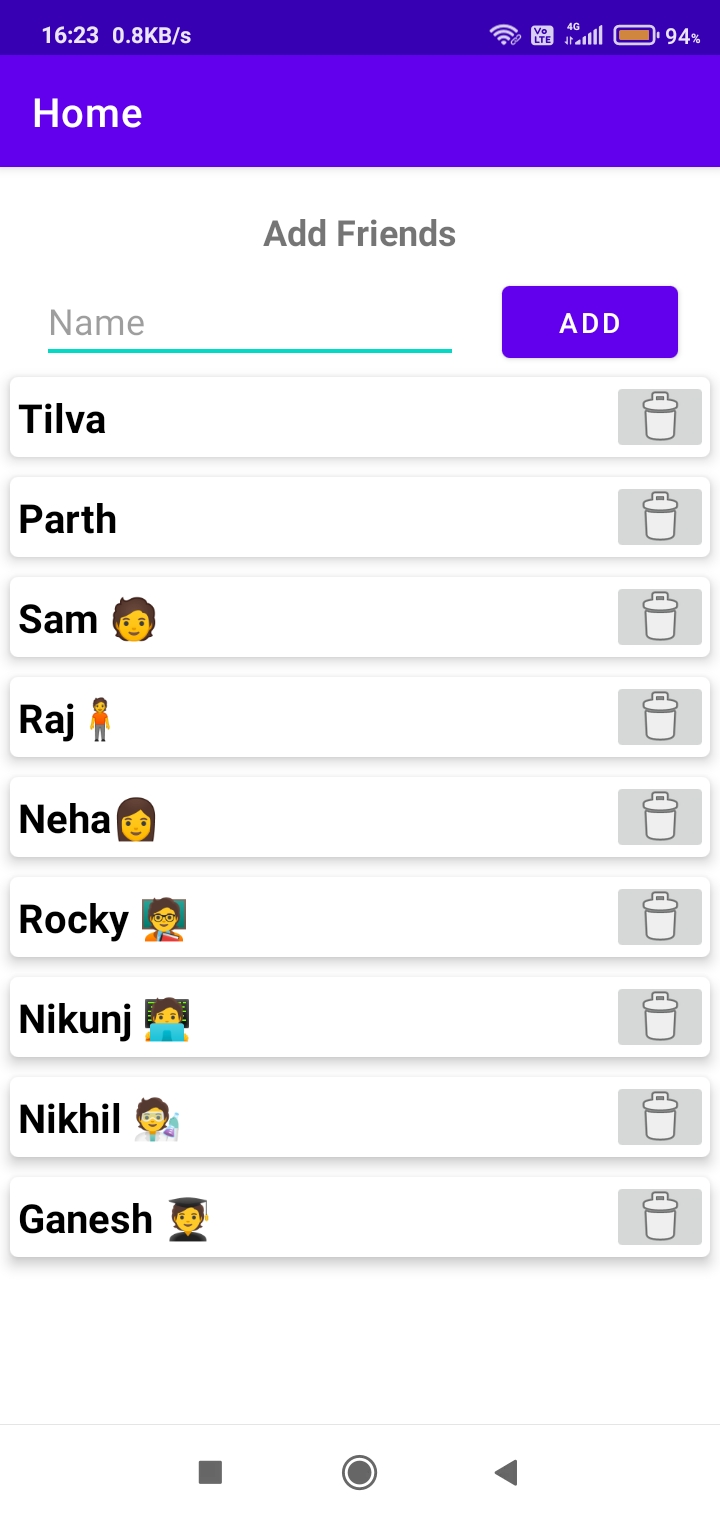 16:23 0.8KB/s Vo LTE 4G 94%
Home
Add Friends
Name ADD
Tilva
Parth
Sam 🧑
Raj🧍
Neha👩
Rocky 🧑‍🏫
Nikunj 🧑‍💻
Nikhil 🧑‍🔬
Ganesh 🧑‍🎓